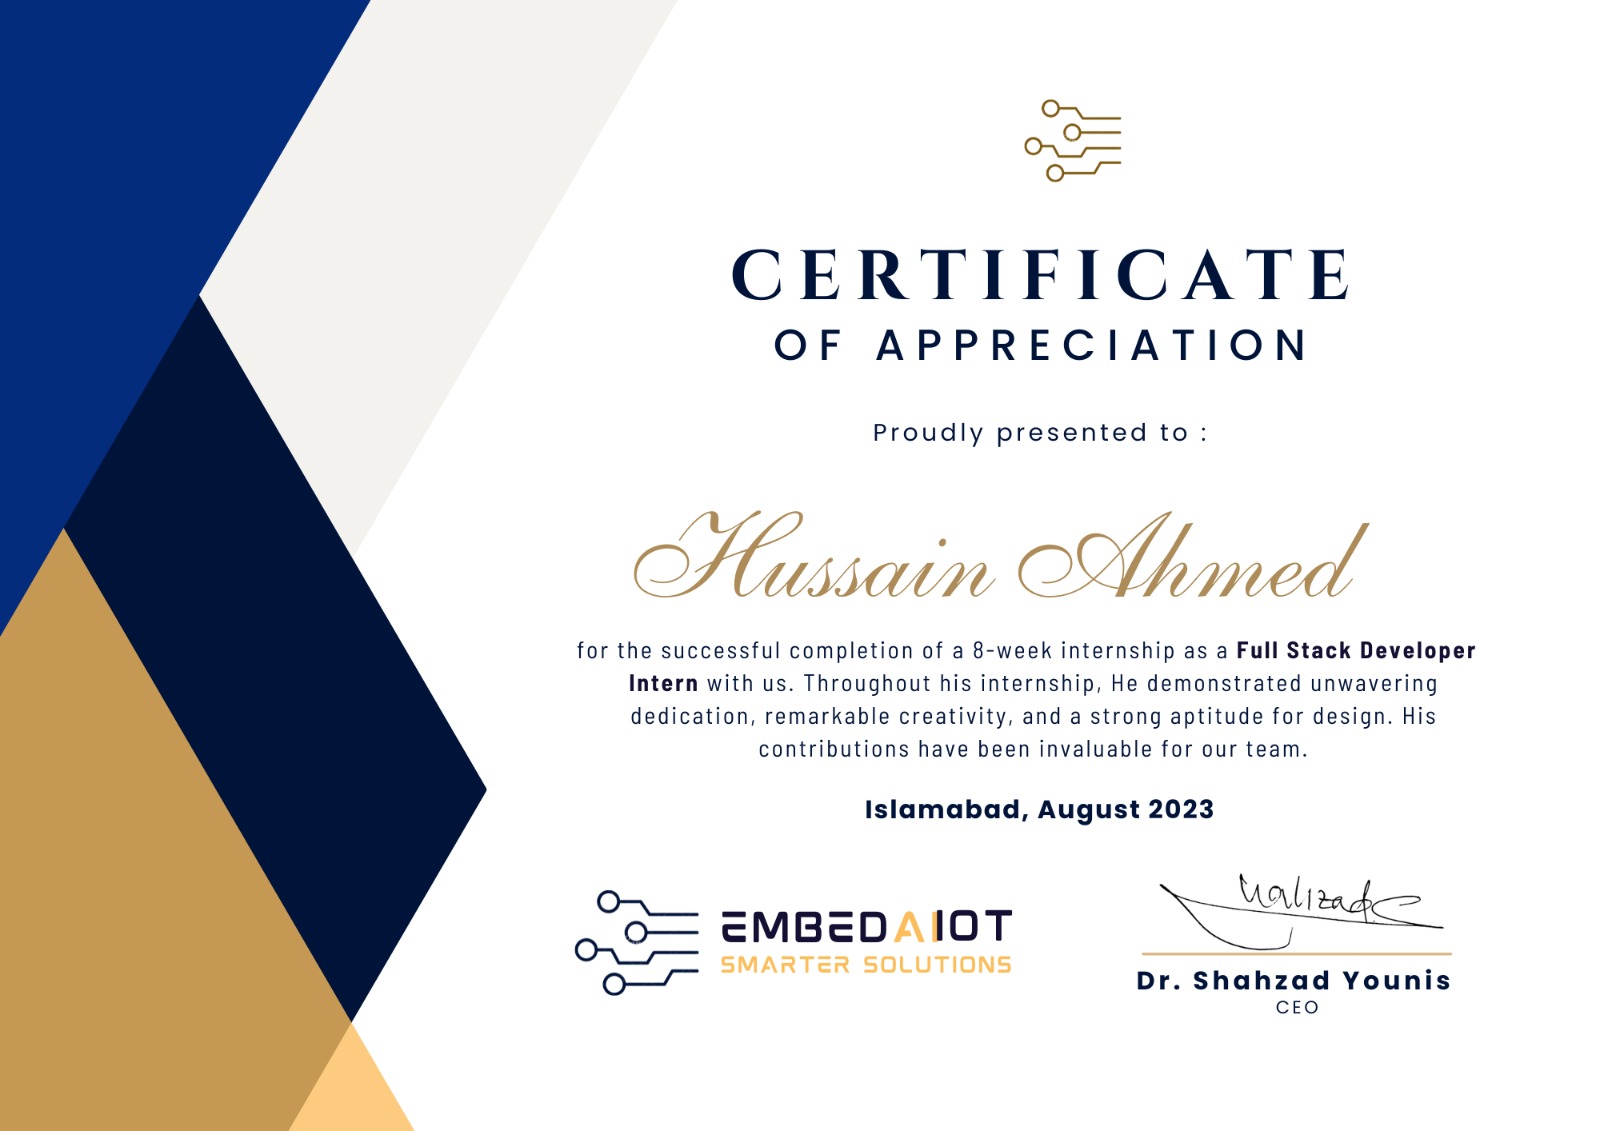 CERTIFICATE
OF APPRECIATION
Proudly presented to :
Hussain Ahmed
for the successful completion of a 8-week internship as a Full Stack Developer
Intern with us. Throughout his internship, He demonstrated unwavering
dedication, remarkable creativity, and a strong aptitude for design. His
contributions have been invaluable for our team.
Islamabad, August 2023
EMBEDAIOT
SMARTER SOLUTIONS
Dr. Shahzad Younis
CEO